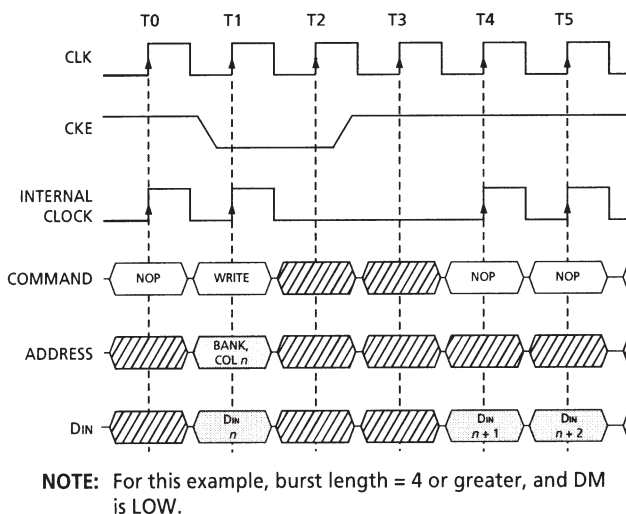 T0 T1 T2 T3 T4 T5
CLK
CKE
INTERNAL
CLOCK
COMMAND NOP WRITE NOP NOP
ADDRESS BANK,
COL n
DIN DIN
n DIN
n + 1 DIN
n + 2
NOTE: For this example, burst length = 4 or greater, and DM
is LOW.